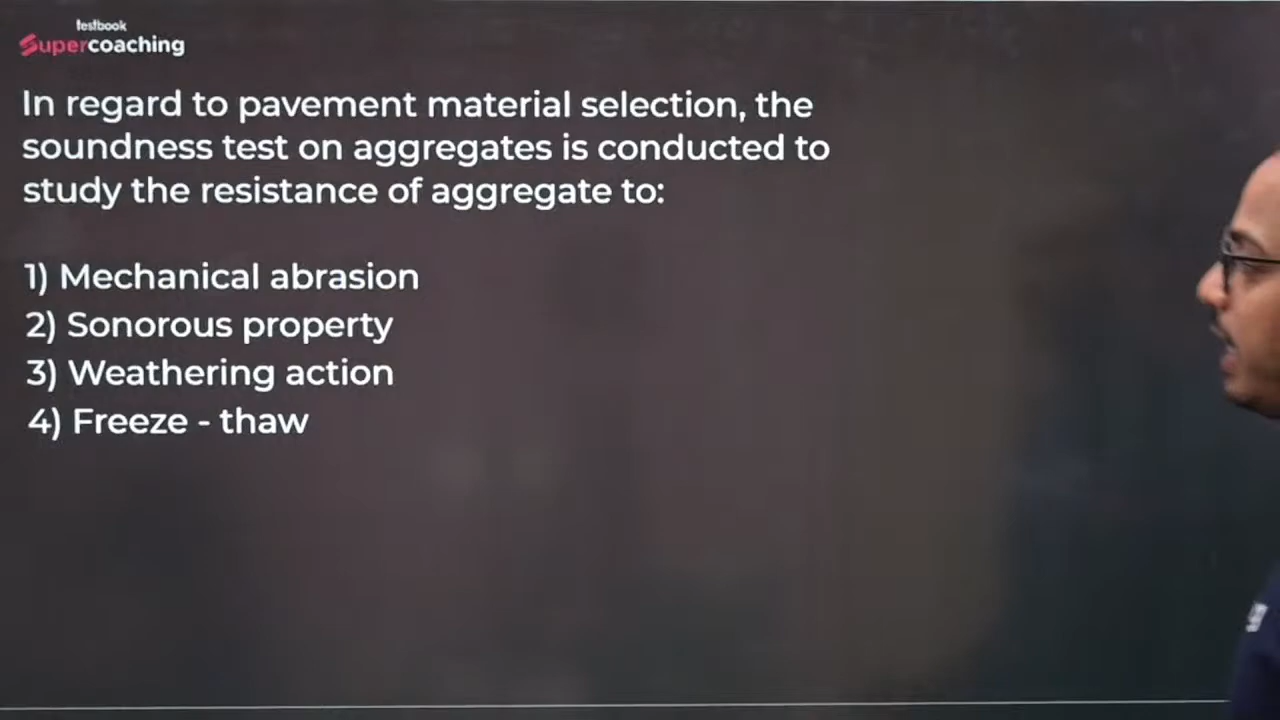 testbook
Supercoaching
In regard to pavement material selection, the
soundness test on aggregates is conducted to
study the resistance of aggregate to:
1) Mechanical abrasion
2) Sonorous property
3) Weathering action
4) Freeze - thaw